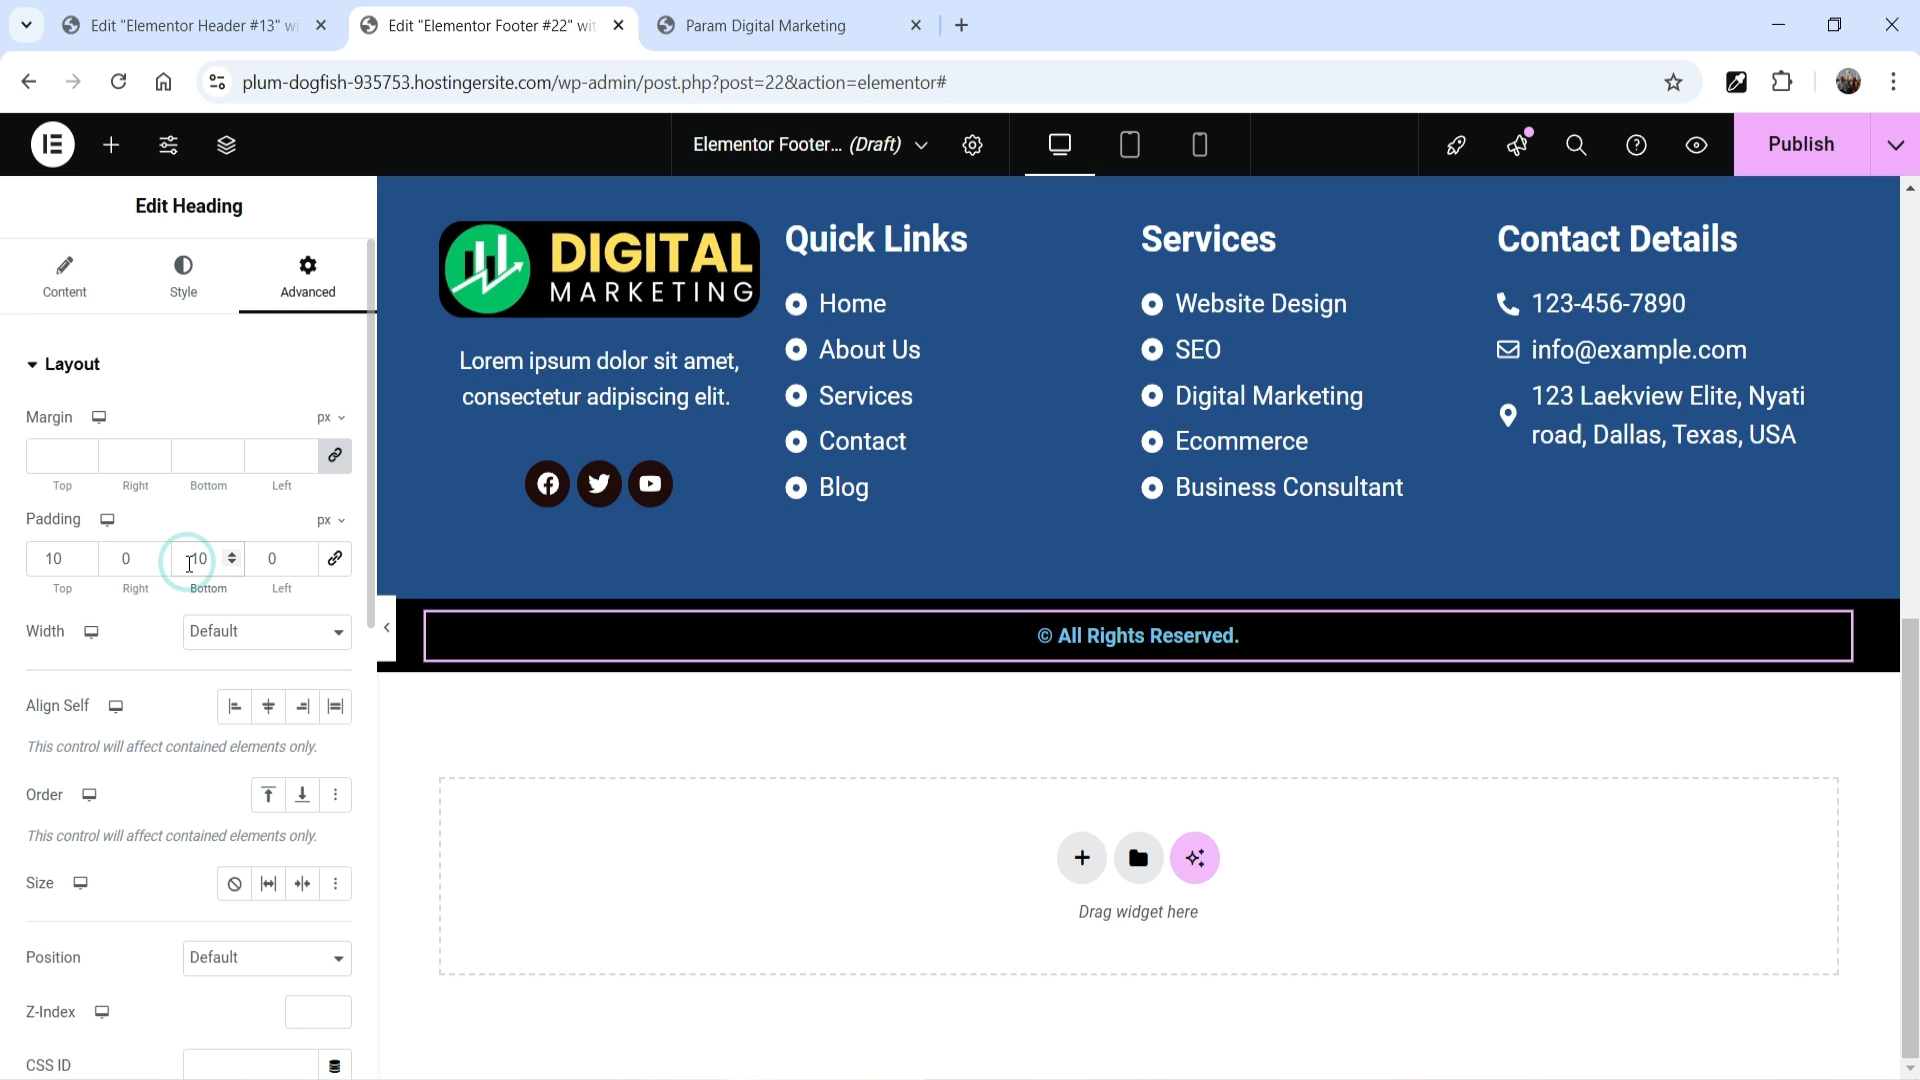 Edit "Elementor Header #13" wi
Edit "Elementor Footer #22" wit
Param Digital Marketing
plum-dogfish-935753.hostingersite.com/wp-admin/post.php?post=22&action=elementor#
Elementor Footer... (Draft)
Publish
Edit Heading
Content
Style
Advanced
Layout
Margin
px
Top
Right
Bottom
Left
Padding
px
10
0
10
0
Top
Right
Bottom
Left
Width
Default
Align Self
This control will affect contained elements only.
Order
This control will affect contained elements only.
Size
Position
Default
Z-Index
CSS ID
DIGITAL
MARKETING
Lorem ipsum dolor sit amet,
consectetur adipiscing elit.
Quick Links
Home
About Us
Services
Contact
Blog
Services
Website Design
SEO
Digital Marketing
Ecommerce
Business Consultant
Contact Details
123-456-7890
info@example.com
123 Laekview Elite, Nyati
road, Dallas, Texas, USA
© All Rights Reserved.
Drag widget here